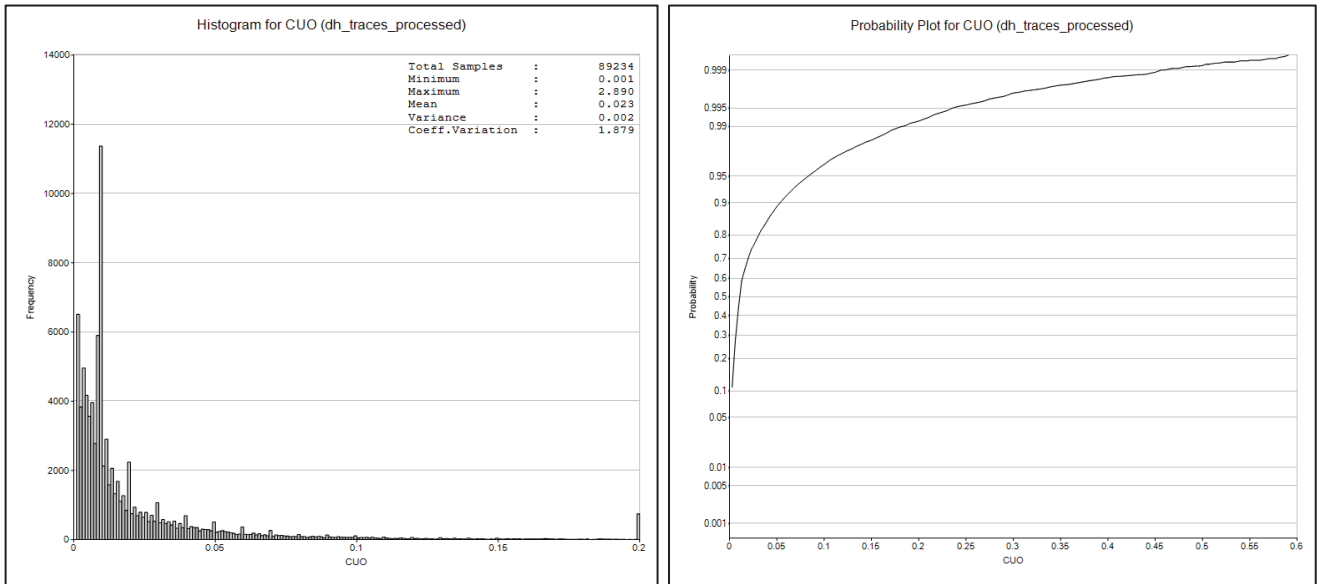 Histogram for CUO (dh_traces_processed)
Total Samples : 89234
Minimum : 0.001
Maximum : 2.890
Mean : 0.023
Variance : 0.002
Coeff.Variation : 1.879
14000
12000
10000
8000
6000
4000
2000
0
Frequency
0 0.05 0.1 0.15 0.2
CUO
Probability Plot for CUO (dh_traces_processed)
0.999
0.995
0.99
0.95
0.9
0.8
0.7
0.6
0.5
0.4
0.3
0.2
0.1
0.05
0.01
0.005
0.001
Probability
0 0.05 0.1 0.15 0.2 0.25 0.3 0.35 0.4 0.45 0.5 0.55 0.6
CUO